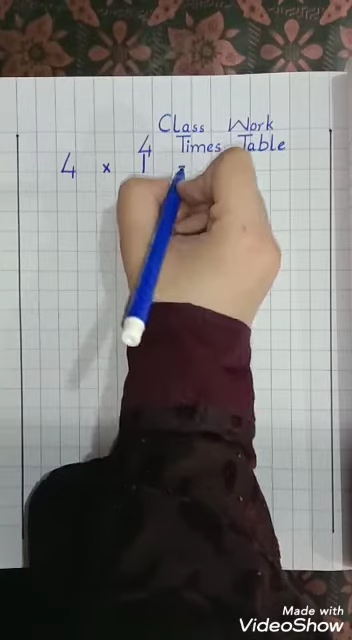 Class Work
4 Times Table
4 × 1 =
Made with
VideoShow